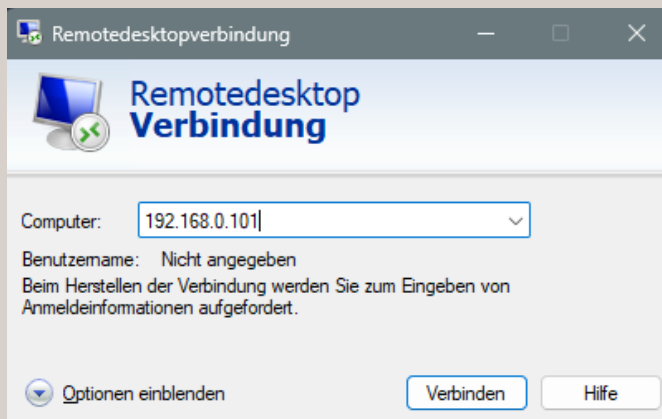 Remotedesktopverbindung
Remotedesktop
Verbindung
Computer: 192.168.0.101
Benutzername: Nicht angegeben
Beim Herstellen der Verbindung werden Sie zum Eingeben von
Anmeldeinformationen aufgefordert.
Optionen einblenden Verbinden Hilfe